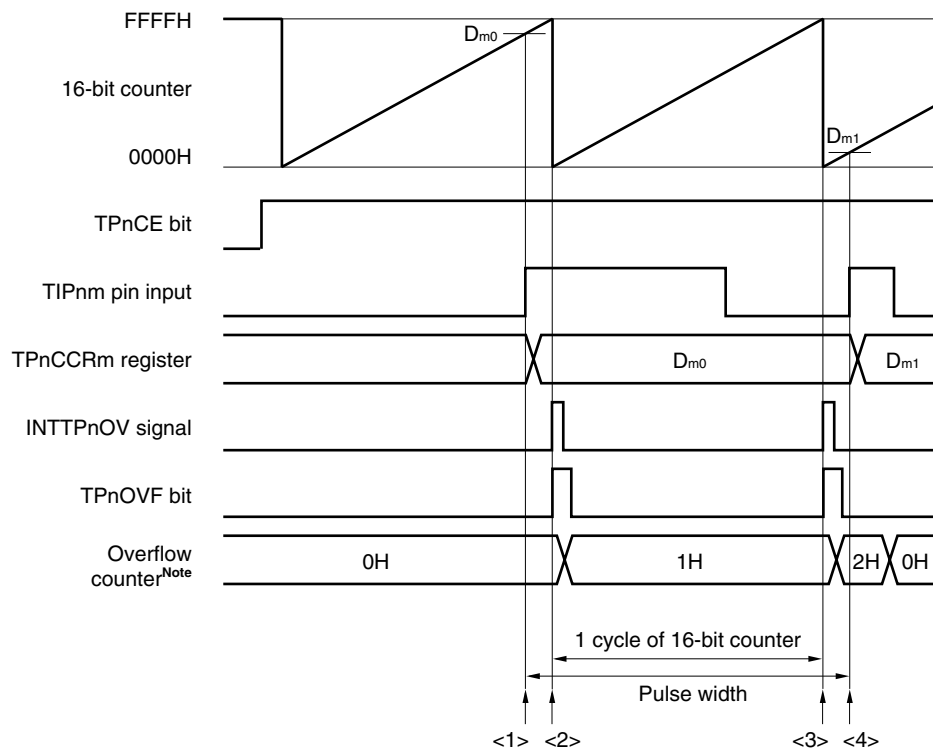 FFFFH
Dm0
16-bit counter
Dm1
0000H
TPnCE bit
TIPnm pin input
TPnCCRm register
Dm0
Dm1
INTTPnOV signal
TPnOVF bit
Overflow
counterNote
0H
1H
2H
0H
1 cycle of 16-bit counter
Pulse width
<1>
<2>
<3>
<4>